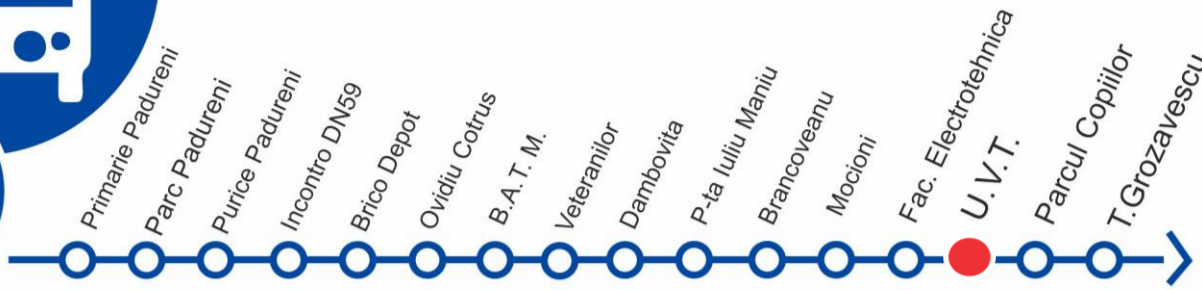 Primarie Padureni
Parc Padureni
Purice Padureni
Incontro DN59
Brico Depot
Ovidiu Cotrus
B.A.T. M.
Veteranilor
Dambovita
P-ta Iuliu Maniu
Brancoveanu
Mocioni
Fac. Electrotehnica
U.V.T.
Parcul Copiilor
T.Grozavescu